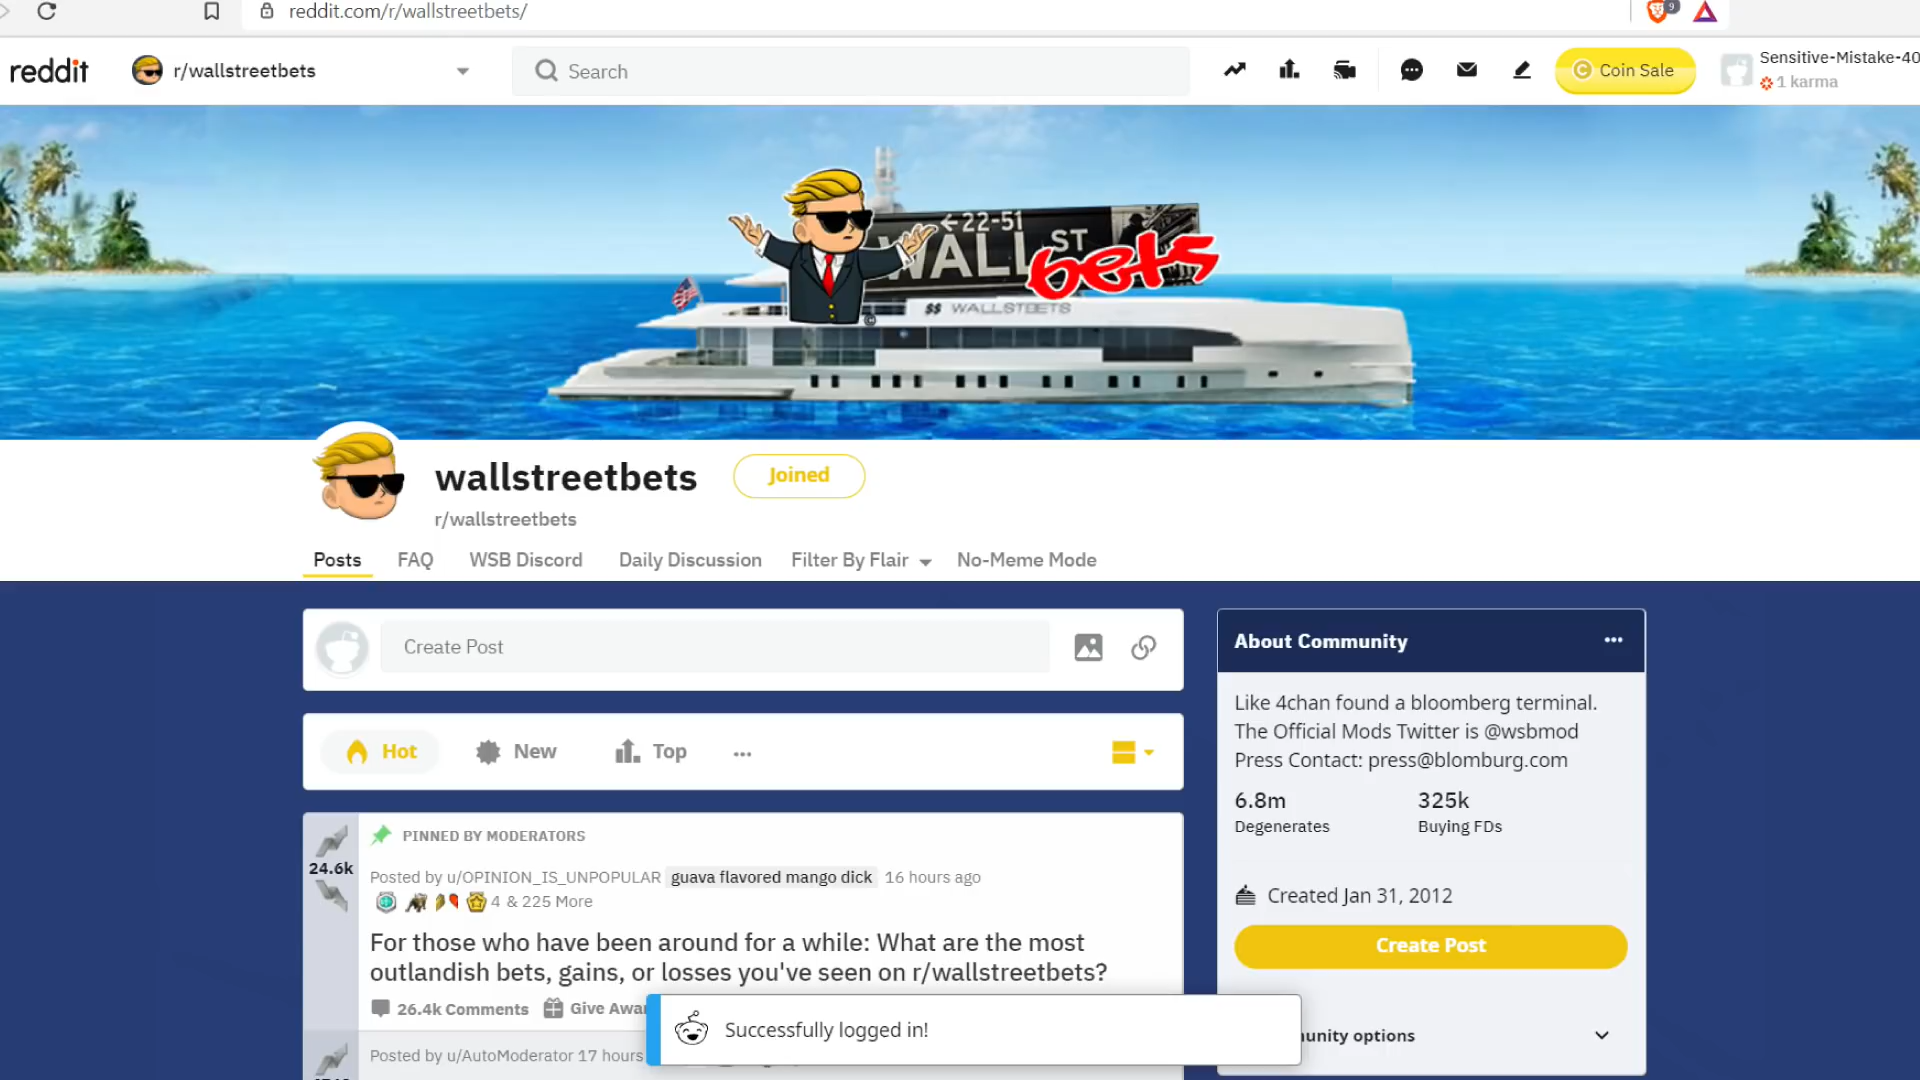 reddit.com/r/wallstreetbets/
9
reddit
r/wallstreetbets
Search
Coin Sale
Sensitive-Mistake-40
1 karma
←22-51
WALL ST
bets
$$ WALLSTBETS
©
wallstreetbets
Joined
r/wallstreetbets
Posts
FAQ
WSB Discord
Daily Discussion
Filter By Flair
No-Meme Mode
Create Post
Hot
New
Top
PINNED BY MODERATORS
24.6k
Posted by u/OPINION_IS_UNPOPULAR guava flavored mango dick 16 hours ago
4 & 225 More
For those who have been around for a while: What are the most
outlandish bets, gains, or losses you've seen on r/wallstreetbets?
26.4k Comments
Give Awar
Posted by u/AutoModerator 17 hours
About Community
Like 4chan found a bloomberg terminal.
The Official Mods Twitter is @wsbmod
Press Contact: press@blomburg.com
6.8m
325k
Degenerates
Buying FDs
Created Jan 31, 2012
Create Post
unity options
Successfully logged in!